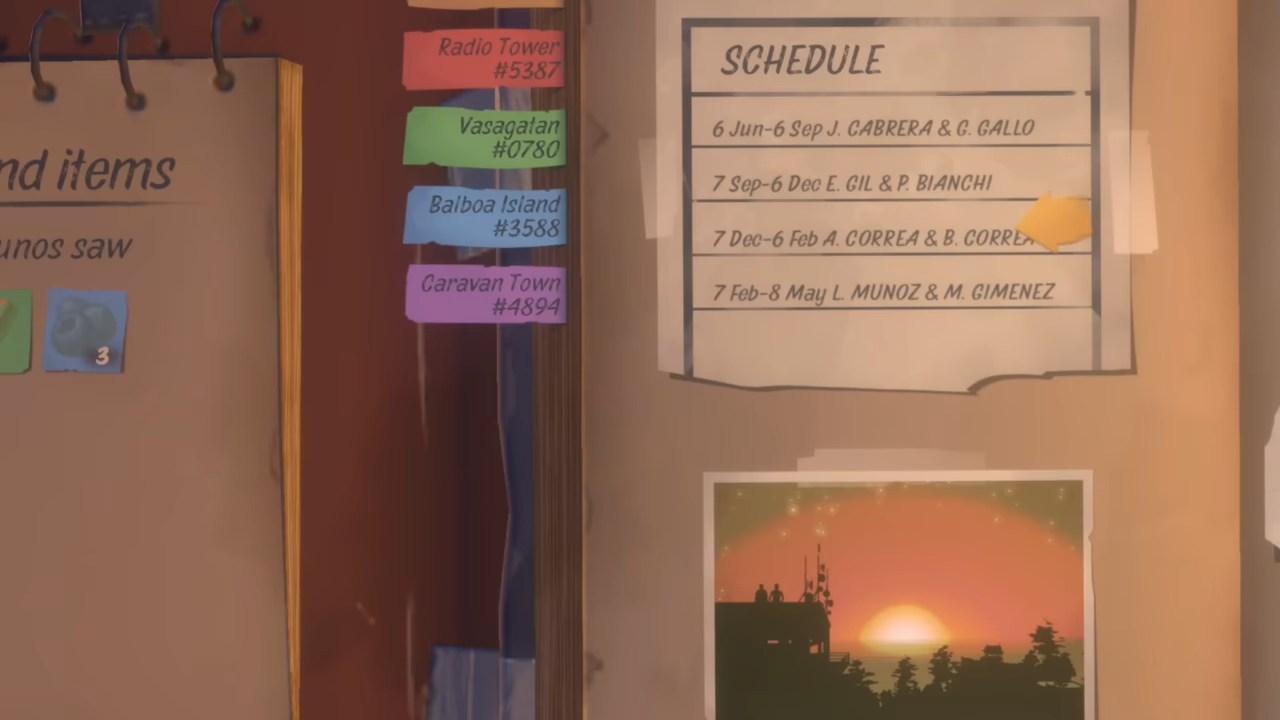 nd items
unos saw
3
Radio Tower
#5387
Vasagatan
#0780
Balboa Island
#3588
Caravan Town
#4894
SCHEDULE
6 Jun-6 Sep J. CABRERA & G. GALLO
7 Sep-6 Dec E. GIL & P. BIANCHI
7 Dec-6 Feb A. CORREA & B. CORREA
7 Feb-8 May L. MUNOZ & M. GIMENEZ